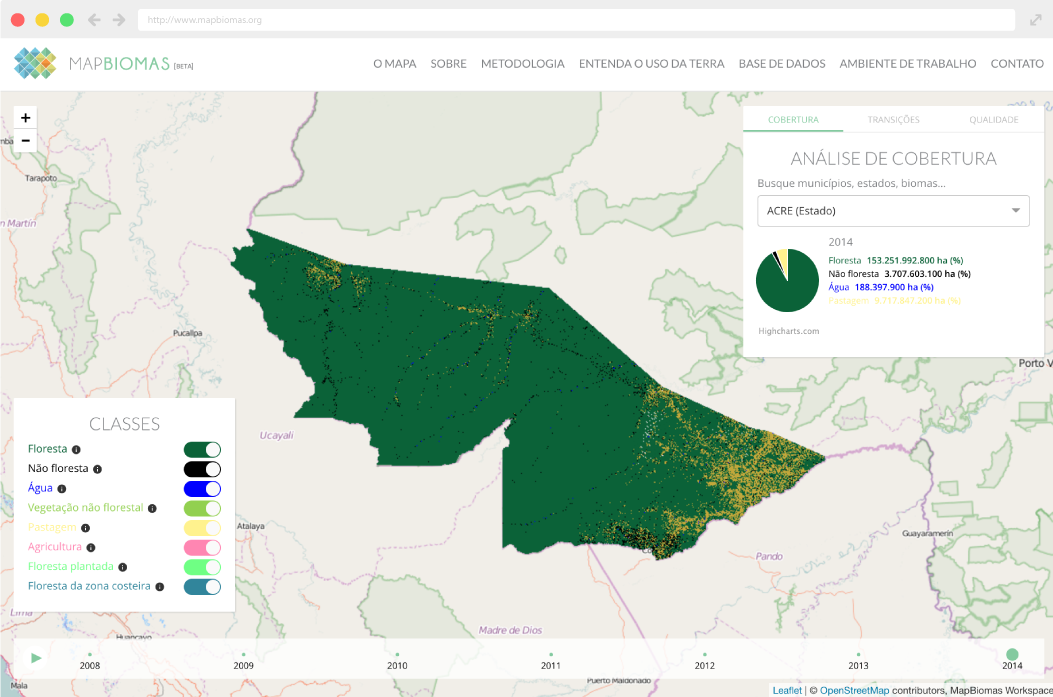 http://www.mapbiomas.org
MAPBIOMAS [BETA]
O MAPA SOBRE METODOLOGIA ENTENDA O USO DA TERRA BASE DE DADOS AMBIENTE DE TRABALHO CONTATO
+
-
Tarapoto
n Martín
COBERTURA TRANSIÇÕES QUALIDADE
ANÁLISE DE COBERTURA
Busque municípios, estados, biomas...
ACRE (Estado)
2014
Floresta 153.251.992.800 ha (%)
Não floresta 3.707.603.100 ha (%)
Água 188.397.900 ha (%)
Pastagem 9.717.847.200 ha (%)
Highcharts.com
Pucallpa
Porto V
Ucayali
CLASSES
Floresta
Não floresta
Água
Vegetação não florestal
Pastagem
Agricultura
Floresta plantada
Floresta da zona costeira
Atalaya
Guayaramerín
Pando
Lima
Huancayo
Madre de Dios
2008 2009 2010 2011 2012 2013 2014
Puerto Maldonado
Mala
Leaflet | © OpenStreetMap contributors, MapBiomas Workspac